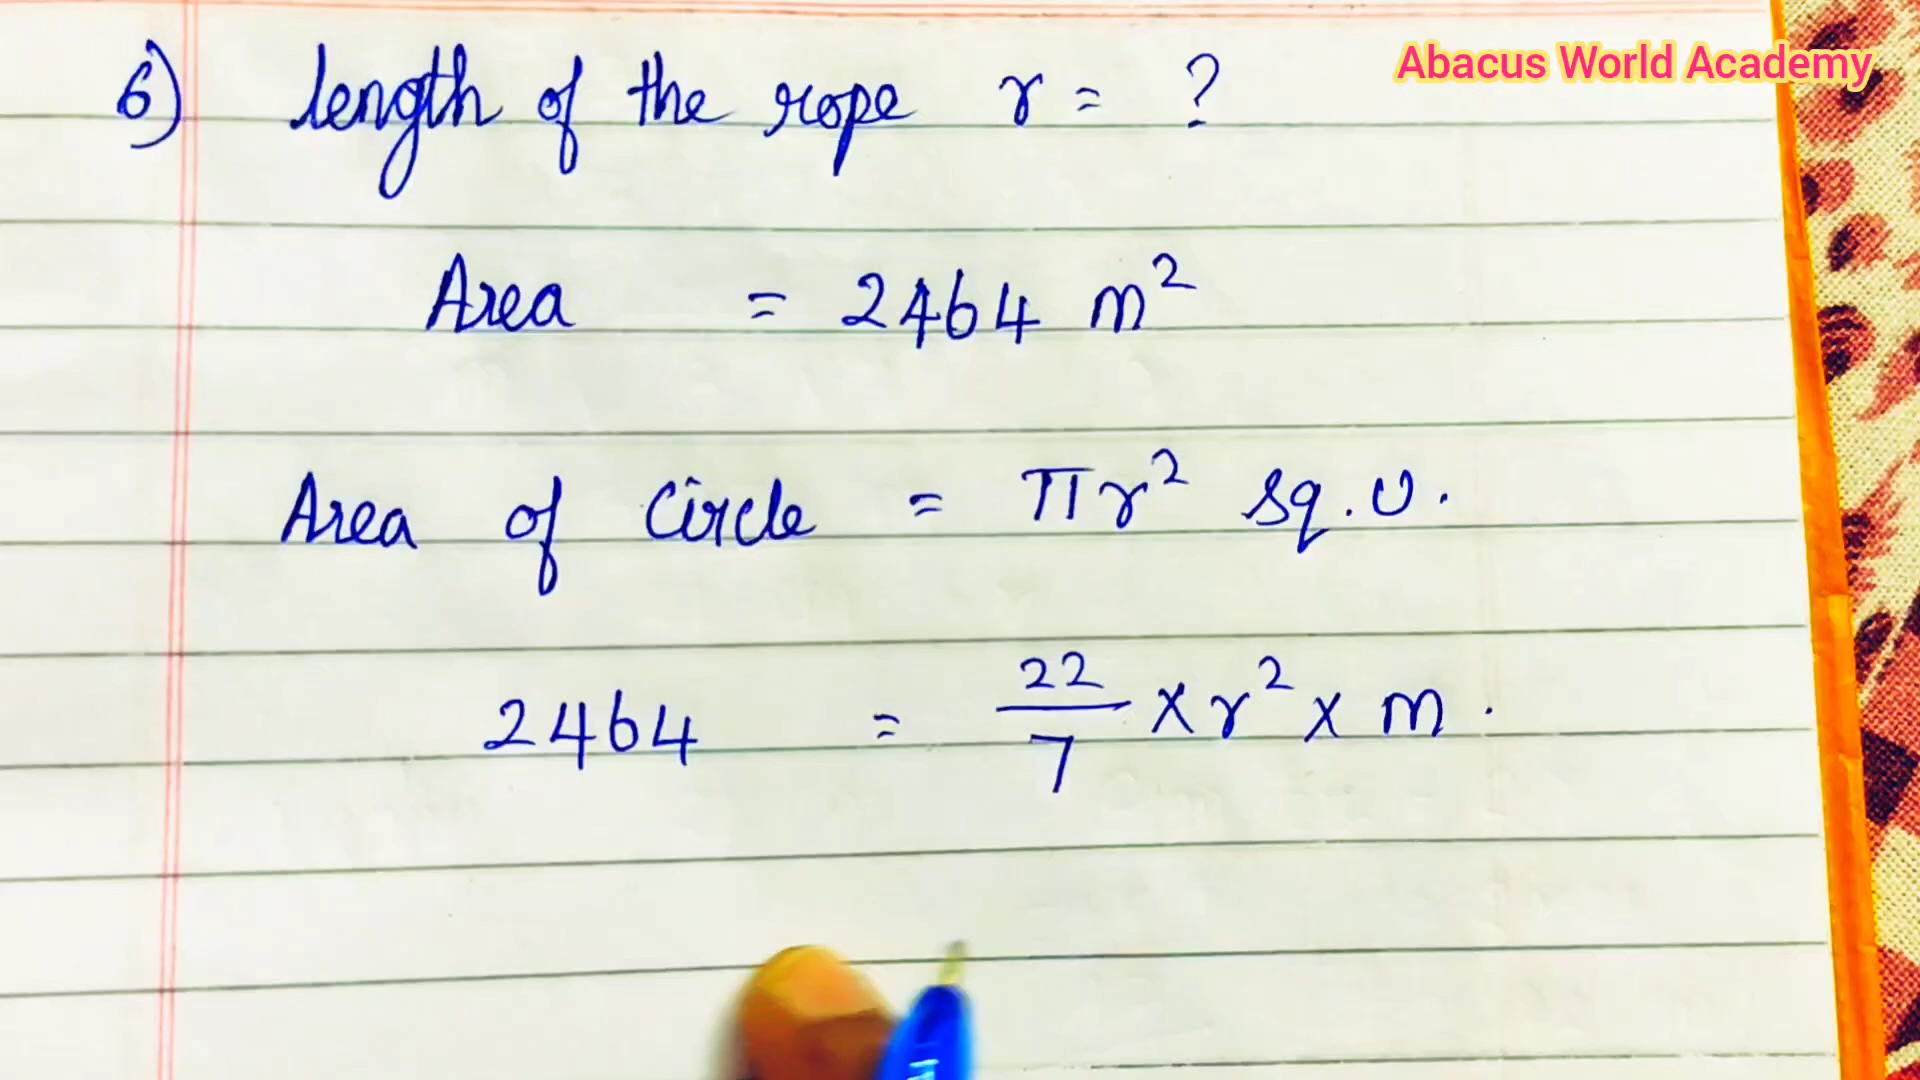 Abacus World Academy
6) length of the rope r = ?
Area = 2464 m²
Area of Circle = πr² sq.u.
2464 = 22/7 × r² × m.